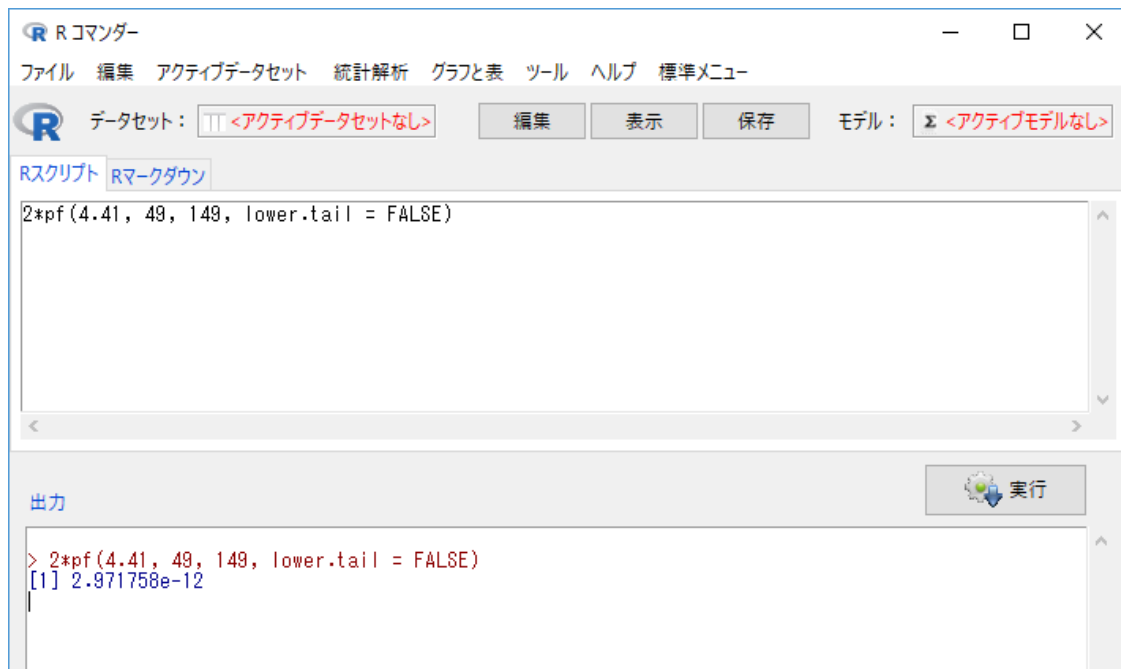 R コマンダー
ファイル 編集 アクティブデータセット 統計解析 グラフと表 ツール ヘルプ 標準メニュー
R データセット： <アクティブデータセットなし> 編集 表示 保存 モデル： Σ <アクティブモデルなし>
Rスクリプト Rマークダウン
2*pf(4.41, 49, 149, lower.tail = FALSE)
実行
出力
> 2*pf(4.41, 49, 149, lower.tail = FALSE)
[1] 2.971758e-12